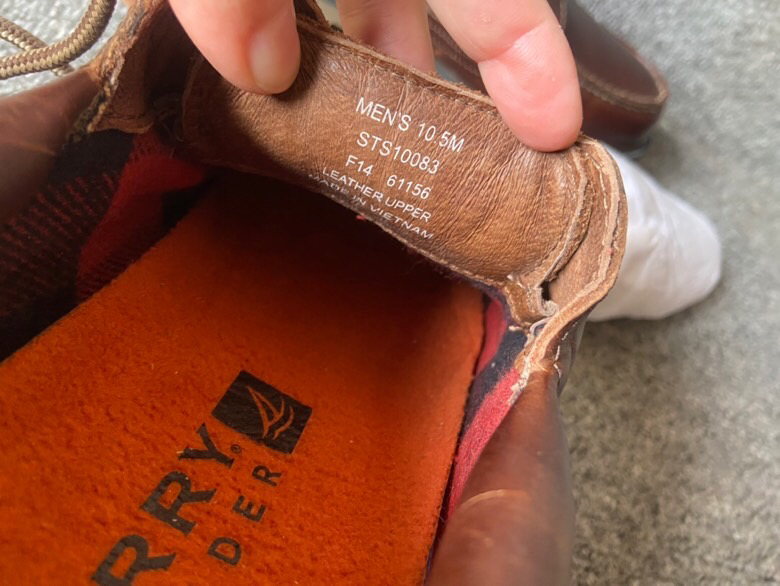 MEN'S 10.5M
STS10083
F14 61156
LEATHER UPPER
MADE IN VIETNAM
RRY®
DER